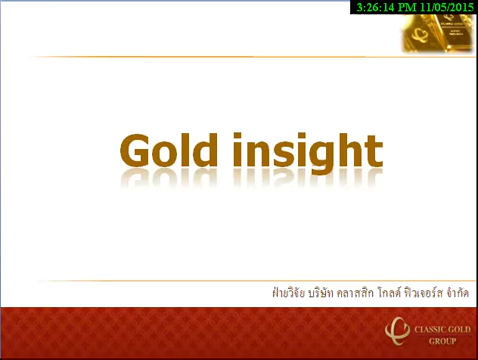 3:26:14 PM 11/05/2015
Gold insight
ฝ่ายวิจัย บริษัท คลาสสิก โกลด์ ฟิวเจอร์ส จำกัด
CLASSIC GOLD
GROUP